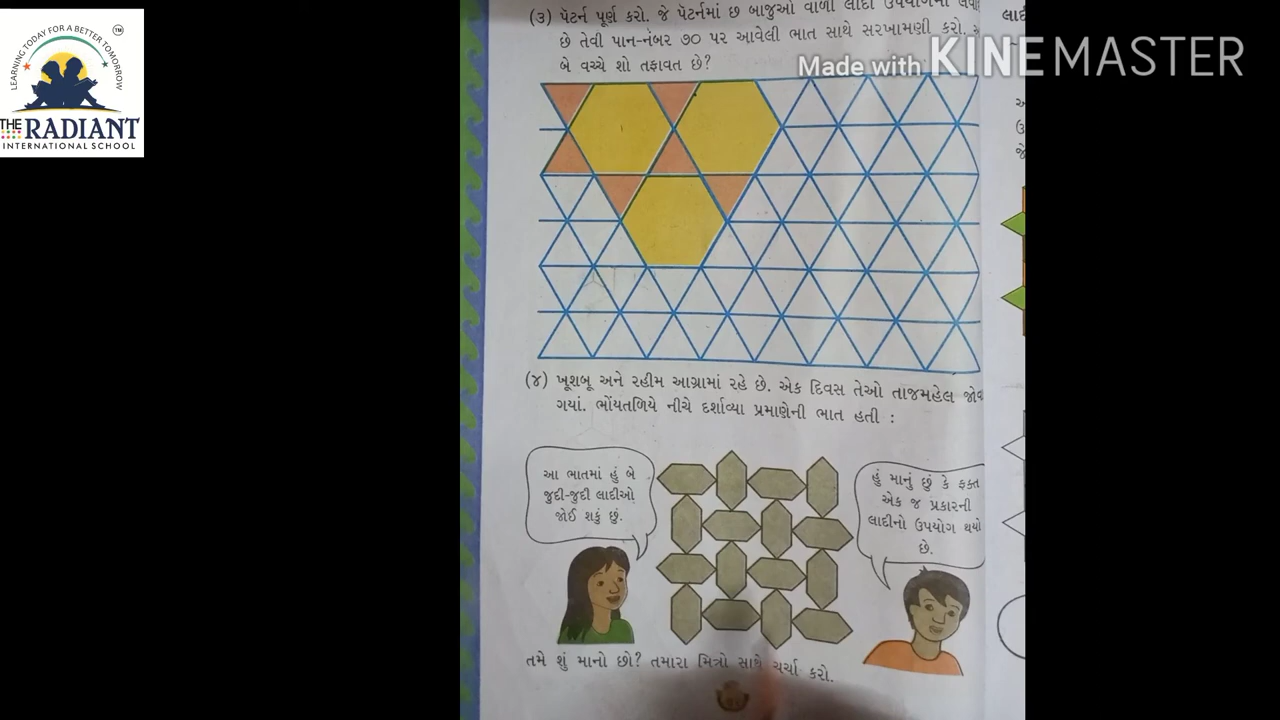 LEARNING TODAY FOR A BETTER TOMORROW
TM
THE RADIANT
INTERNATIONAL SCHOOL
Made with KINEMASTER
(૩) પૅટર્ન પૂર્ણ કરો. જે પૅટર્નમાં છ બાજુઓ વાળી લાદી
છે તેવી પાન-નંબર ૭૦ પર આવેલી ભાત સાથે સરખામણી કરો.
બે વચ્ચે શો તફાવત છે?
(૪) ખૂશબૂ અને રહીમ આગ્રામાં રહે છે. એક દિવસ તેઓ તાજમહેલ
ગયાં. ભોંયતળિયે નીચે દર્શાવ્યા પ્રમાણેની ભાત હતી :
આ ભાતમાં હું બે
જુદી-જુદી લાદીઓ
જોઈ શકું છું.
હું માનું છું કે ફક્ત
એક જ પ્રકારની
લાદીનો ઉપયોગ થયો
છે.
તમે શું માનો છો? તમારા મિત્રો સાથે ચર્ચા કરો.